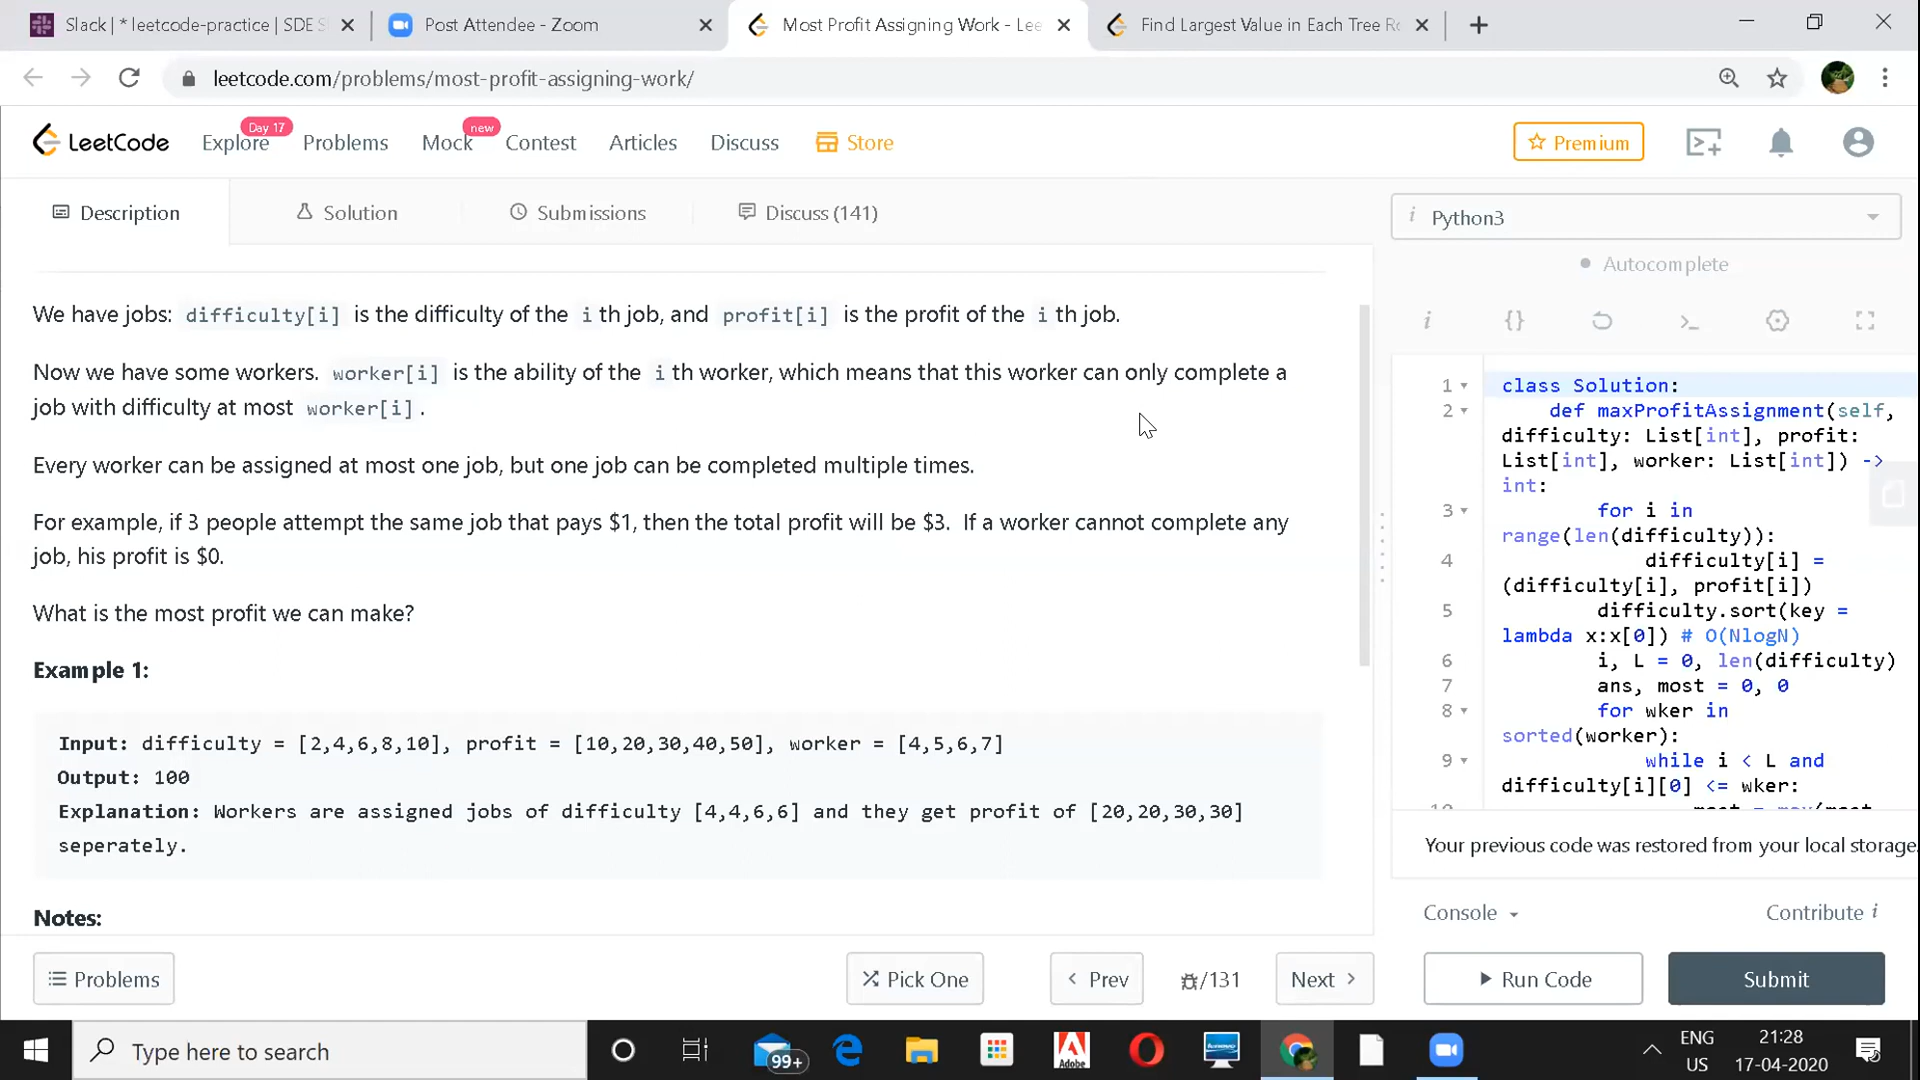 Slack | * leetcode-practice | SDE S
Post Attendee - Zoom
Most Profit Assigning Work - Lee
Find Largest Value in Each Tree Ro
leetcode.com/problems/most-profit-assigning-work/
LeetCode
Explore
Day 17
Problems
Mock
new
Contest
Articles
Discuss
Store
Premium
Description
Solution
Submissions
Discuss (141)
Python3
Autocomplete
We have jobs: difficulty[i] is the difficulty of the i th job, and profit[i] is the profit of the i th job.
Now we have some workers. worker[i] is the ability of the i th worker, which means that this worker can only complete a
job with difficulty at most worker[i].
Every worker can be assigned at most one job, but one job can be completed multiple times.
For example, if 3 people attempt the same job that pays $1, then the total profit will be $3. If a worker cannot complete any
job, his profit is $0.
What is the most profit we can make?
Example 1:
Input: difficulty = [2,4,6,8,10], profit = [10,20,30,40,50], worker = [4,5,6,7]
Output: 100
Explanation: Workers are assigned jobs of difficulty [4,4,6,6] and they get profit of [20,20,30,30]
seperately.
Notes:
1 class Solution:
2 def maxProfitAssignment(self,
difficulty: List[int], profit:
List[int], worker: List[int]) ->
int:
3 for i in
range(len(difficulty)):
4 difficulty[i] =
(difficulty[i], profit[i])
5 difficulty.sort(key =
lambda x:x[0]) # O(NlogN)
6 i, L = 0, len(difficulty)
7 ans, most = 0, 0
8 for wker in
sorted(worker):
9 while i < L and
difficulty[i][0] <= wker:
10 most = max(most,
Your previous code was restored from your local storage.
Console
Contribute i
Problems
Pick One
Prev
/131
Next
Run Code
Submit
Type here to search
99+
Adobe
ENG
US
21:28
17-04-2020